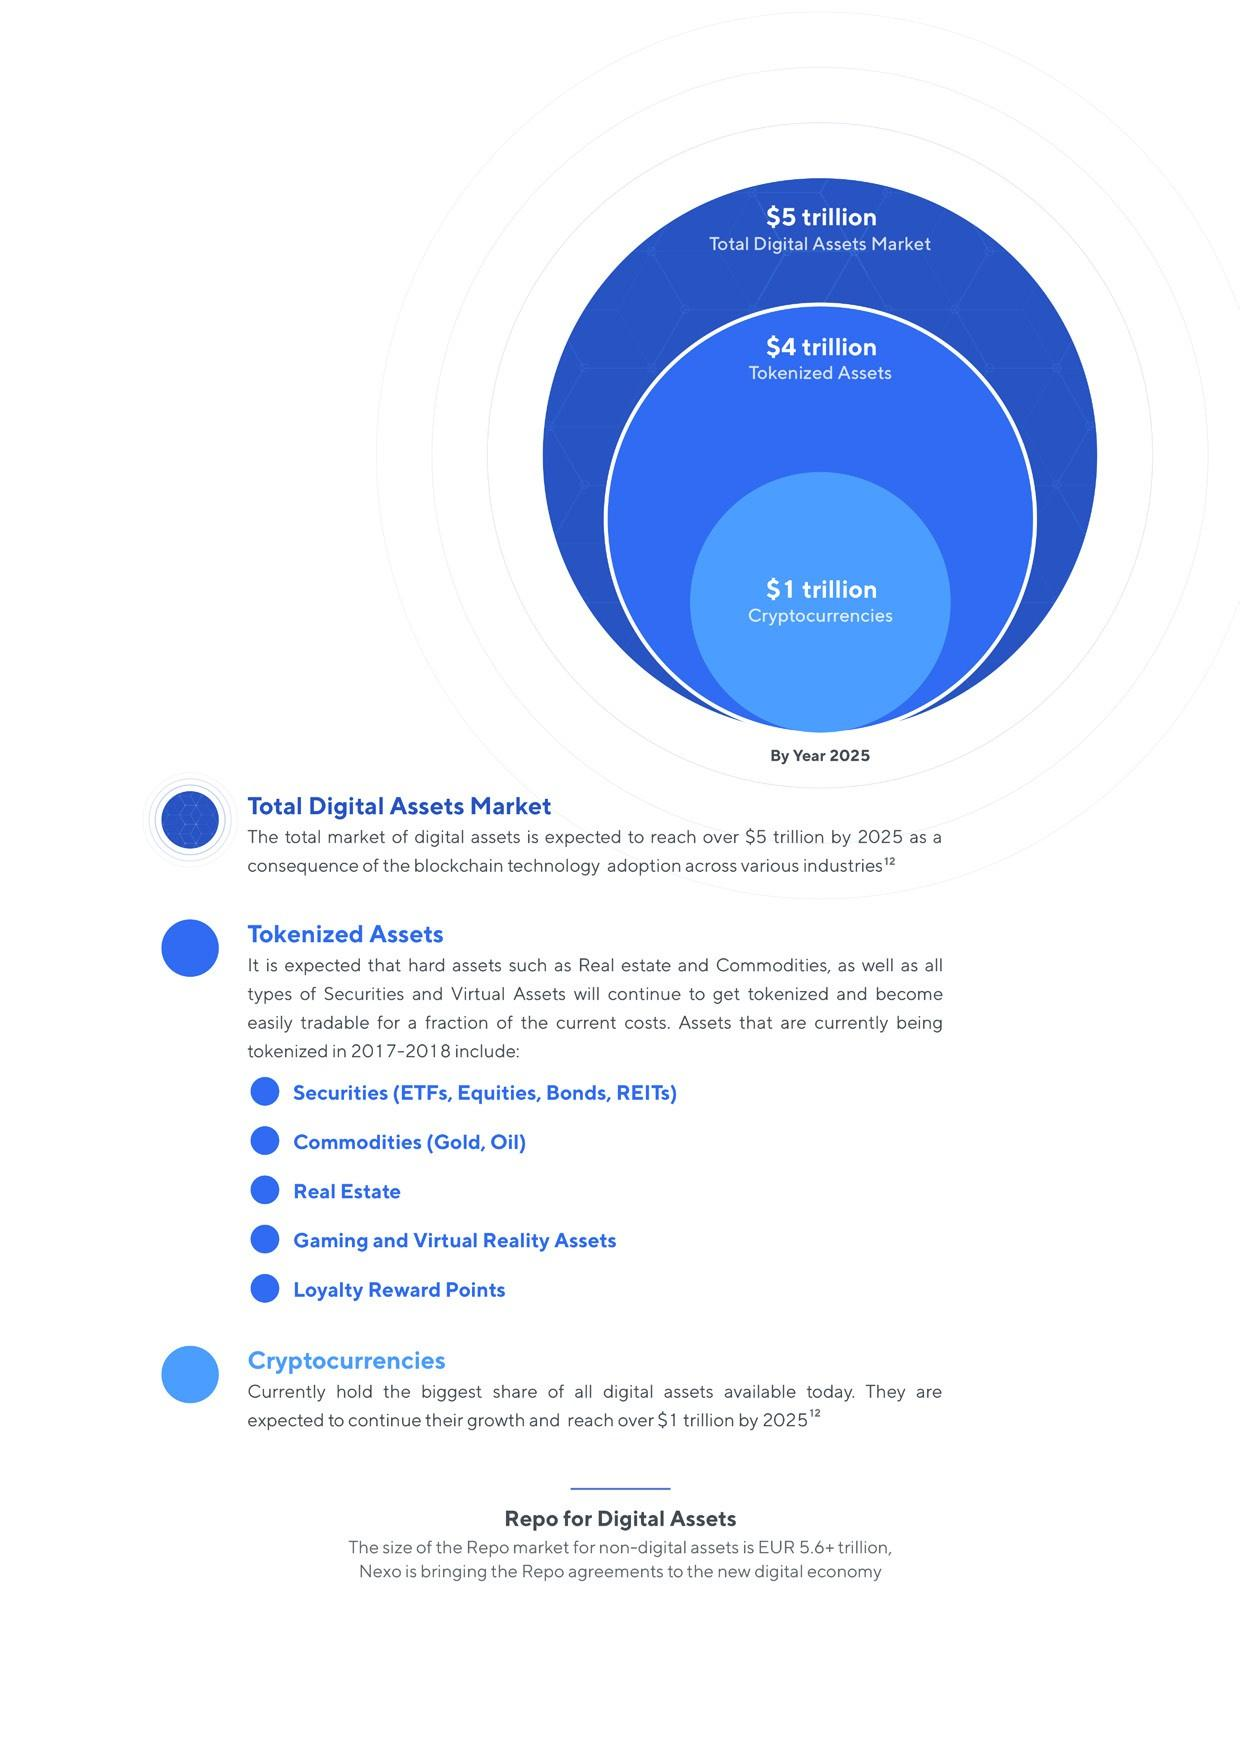 $5 trillion
Total Digital Assets Market
$4 trillion
Tokenized Assets
$1 trillion
Cryptocurrencies
By Year 2025
Total Digital Assets Market
The total market of digital assets is expected to reach over $5 trillion by 2025 as a
consequence of the blockchain technology adoption across various industries¹²
Tokenized Assets
It is expected that hard assets such as Real estate and Commodities, as well as all
types of Securities and Virtual Assets will continue to get tokenized and become
easily tradable for a fraction of the current costs. Assets that are currently being
tokenized in 2017-2018 include:
Securities (ETFs, Equities, Bonds, REITs)
Commodities (Gold, Oil)
Real Estate
Gaming and Virtual Reality Assets
Loyalty Reward Points
Cryptocurrencies
Currently hold the biggest share of all digital assets available today. They are
expected to continue their growth and reach over $1 trillion by 2025¹²
Repo for Digital Assets
The size of the Repo market for non-digital assets is EUR 5.6+ trillion,
Nexo is bringing the Repo agreements to the new digital economy